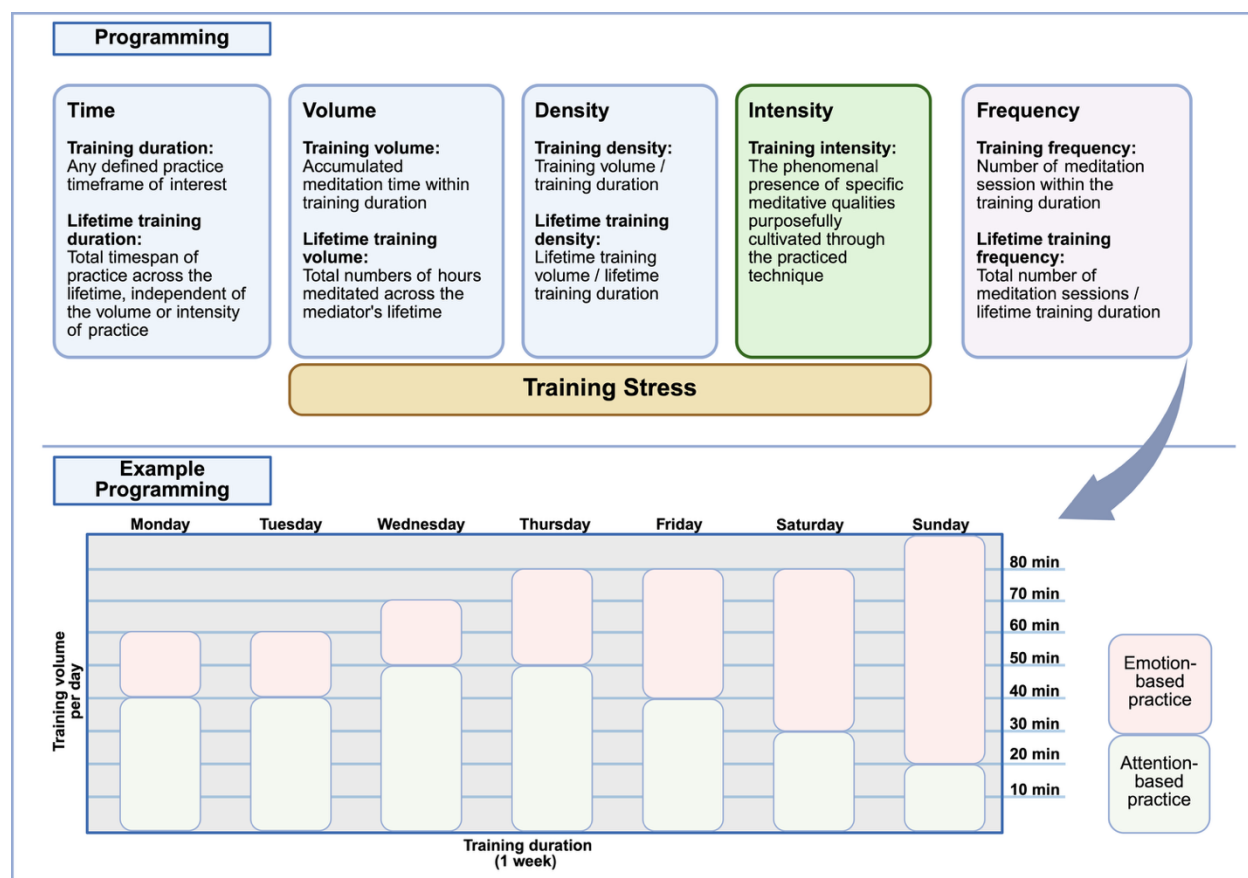 Programming
Time
Training duration:
Any defined practice
timeframe of interest
Lifetime training
duration:
Total timespan of
practice across the
lifetime, independent of
the volume or intensity
of practice
Volume
Training volume:
Accumulated
meditation time within
training duration
Lifetime training
volume:
Total numbers of hours
meditated across the
mediator's lifetime
Density
Training density:
Training volume /
training duration
Lifetime training
density:
Lifetime training
volume / lifetime
training duration
Intensity
Training intensity:
The phenomenal
presence of specific
meditative qualities
purposefully
cultivated through
the practiced
technique
Frequency
Training frequency:
Number of meditation
session within the
training duration
Lifetime training
frequency:
Total number of
meditation sessions /
lifetime training duration
Training Stress
Example
Programming
Monday Tuesday Wednesday Thursday Friday Saturday Sunday
80 min
70 min
60 min
50 min
40 min
30 min
20 min
10 min
Training volume
per day
Training duration
(1 week)
Emotion-
based
practice
Attention-
based
practice